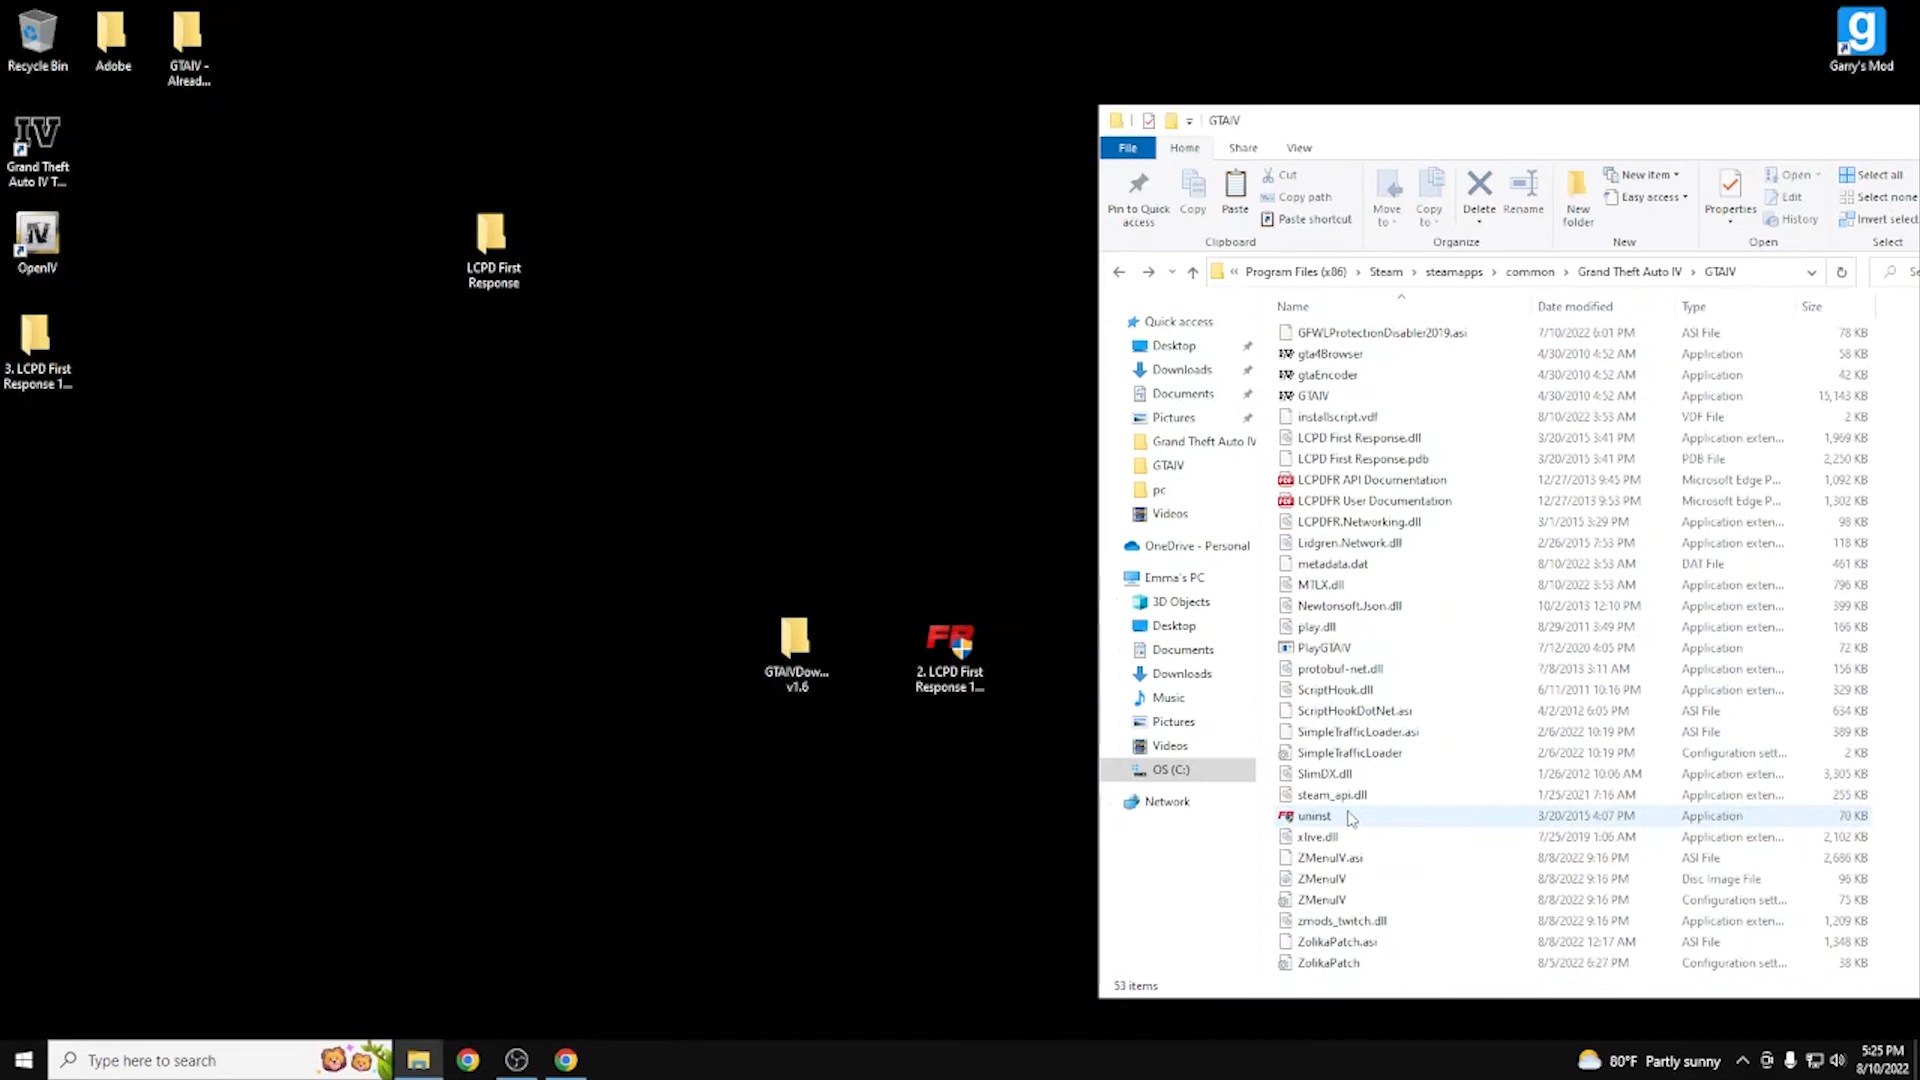 Recycle Bin
Adobe
GTAIV -
Alread...
Garry's Mod
Grand Theft
Auto IV T...
OpenIV
3. LCPD First
Response 1...
LCPD First
Response
GTAIVDow...
v1.6
2. LCPD First
Response 1...
GTAIV
File Home Share View
Pin to Quick
access
Copy
Paste
Cut
Copy path
Paste shortcut
Clipboard
Move
to
Copy
to
Delete
Rename
Organize
New
folder
New item
Easy access
New
Properties
Open
Edit
History
Open
Select all
Select none
Invert select
Select
« Program Files (x86) › Steam › steamapps › common › Grand Theft Auto IV › GTAIV
Quick access
Desktop
Downloads
Documents
Pictures
Grand Theft Auto IV
GTAIV
pc
Videos
OneDrive - Personal
Emma's PC
3D Objects
Desktop
Documents
Downloads
Music
Pictures
Videos
OS (C:)
Network
Name Date modified Type Size
GFWLProtectionDisabler2019.asi 7/10/2022 6:01 PM ASI File 78 KB
gta4Browser 4/30/2010 4:52 AM Application 58 KB
gtaEncoder 4/30/2010 4:52 AM Application 42 KB
GTAIV 4/30/2010 4:52 AM Application 15,143 KB
installscript.vdf 8/10/2022 3:53 AM VDF File 2 KB
LCPD First Response.dll 3/20/2015 3:41 PM Application exten... 1,969 KB
LCPD First Response.pdb 3/20/2015 3:41 PM PDB File 2,250 KB
LCPDFR API Documentation 12/27/2013 9:45 PM Microsoft Edge P... 1,092 KB
LCPDFR User Documentation 12/27/2013 9:53 PM Microsoft Edge P... 1,302 KB
LCPDFR.Networking.dll 3/1/2015 3:29 PM Application exten... 98 KB
Lidgren.Network.dll 2/26/2015 7:53 PM Application exten... 118 KB
metadata.dat 8/10/2022 3:53 AM DAT File 461 KB
MTLX.dll 8/10/2022 3:53 AM Application exten... 796 KB
Newtonsoft.Json.dll 10/2/2013 12:10 PM Application exten... 399 KB
play.dll 8/29/2011 3:49 PM Application exten... 166 KB
PlayGTAIV 7/12/2020 4:05 PM Application 72 KB
protobuf-net.dll 7/8/2013 3:11 AM Application exten... 156 KB
ScriptHook.dll 6/11/2011 10:16 PM Application exten... 329 KB
ScriptHookDotNet.asi 4/2/2012 6:05 PM ASI File 634 KB
SimpleTrafficLoader.asi 2/6/2022 10:19 PM ASI File 389 KB
SimpleTrafficLoader 2/6/2022 10:19 PM Configuration sett... 2 KB
SlimDX.dll 1/26/2012 10:06 AM Application exten... 3,305 KB
steam_api.dll 1/25/2021 7:16 AM Application exten... 255 KB
uninst 3/20/2015 4:07 PM Application 70 KB
xlive.dll 7/25/2019 1:06 AM Application exten... 2,102 KB
ZMenuIV.asi 8/8/2022 9:16 PM ASI File 2,686 KB
ZMenuIV 8/8/2022 9:16 PM Disc Image File 96 KB
ZMenuIV 8/8/2022 9:16 PM Configuration sett... 75 KB
zmods_twitch.dll 8/8/2022 9:16 PM Application exten... 1,209 KB
ZolikaPatch.asi 8/8/2022 12:17 AM ASI File 1,348 KB
ZolikaPatch 8/5/2022 6:27 PM Configuration sett... 38 KB
53 items
Type here to search
80°F Partly sunny
5:25 PM
8/10/2022